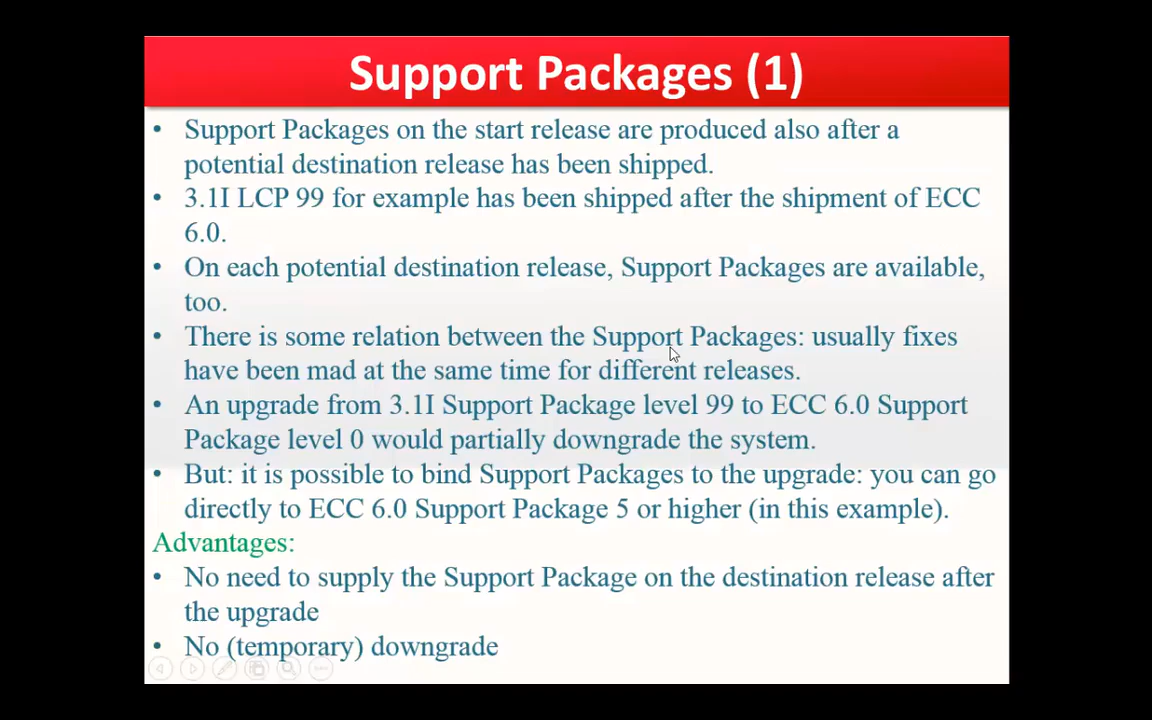 Support Packages (1)
• Support Packages on the start release are produced also after a
potential destination release has been shipped.
• 3.1I LCP 99 for example has been shipped after the shipment of ECC
6.0.
• On each potential destination release, Support Packages are available,
too.
• There is some relation between the Support Packages: usually fixes
have been mad at the same time for different releases.
• An upgrade from 3.1I Support Package level 99 to ECC 6.0 Support
Package level 0 would partially downgrade the system.
• But: it is possible to bind Support Packages to the upgrade: you can go
directly to ECC 6.0 Support Package 5 or higher (in this example).
Advantages:
• No need to supply the Support Package on the destination release after
the upgrade
• No (temporary) downgrade